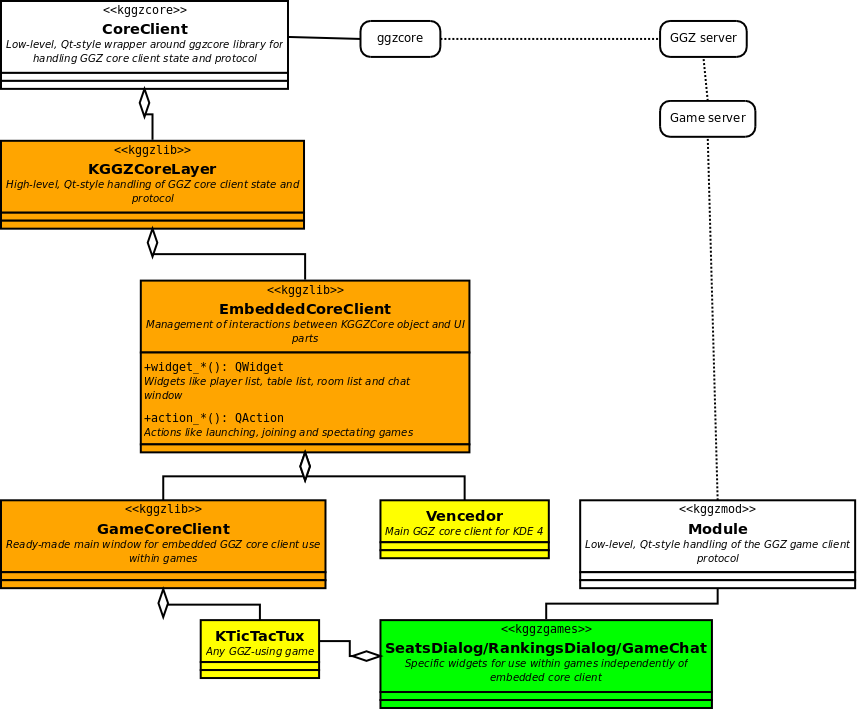 <<kggzcore>>
CoreClient
Low-level, Qt-style wrapper around ggzcore library for
handling GGZ core client state and protocol
ggzcore
GGZ server
Game server
<<kggzlib>>
KGGZCoreLayer
High-level, Qt-style handling of GGZ core client state and
protocol
<<kggzlib>>
EmbeddedCoreClient
Management of interactions between KGGZCore object and UI
parts
+widget_*(): QWidget
Widgets like player list, table list, room list and chat
window
+action_*(): QAction
Actions like launching, joining and spectating games
<<kggzlib>>
GameCoreClient
Ready-made main window for embedded GGZ core client use
within games
Vencedor
Main GGZ core client for KDE 4
<<kggzmod>>
Module
Low-level, Qt-style handling of the GGZ game client
protocol
KTicTacTux
Any GGZ-using game
<<kggzgames>>
SeatsDialog/RankingsDialog/GameChat
Specific widgets for use within games independently of
embedded core client